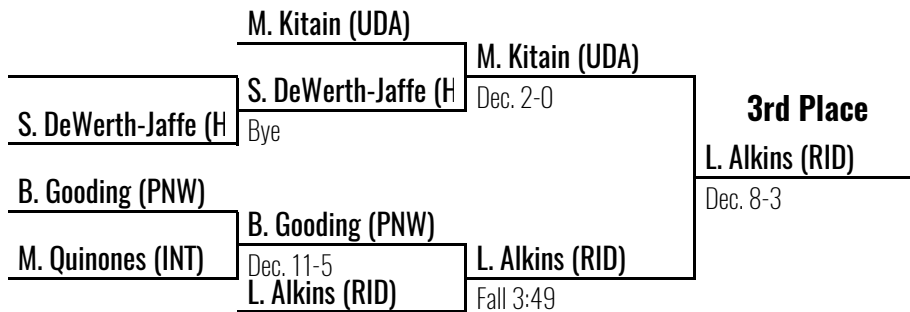 M. Kitain (UDA)
M. Kitain (UDA)
S. DeWerth-Jaffe (H
Dec. 2-0
3rd Place
S. DeWerth-Jaffe (H
Bye
L. Alkins (RID)
B. Gooding (PNW)
Dec. 8-3
B. Gooding (PNW)
M. Quinones (INT)
Dec. 11-5
L. Alkins (RID)
L. Alkins (RID)
Fall 3:49